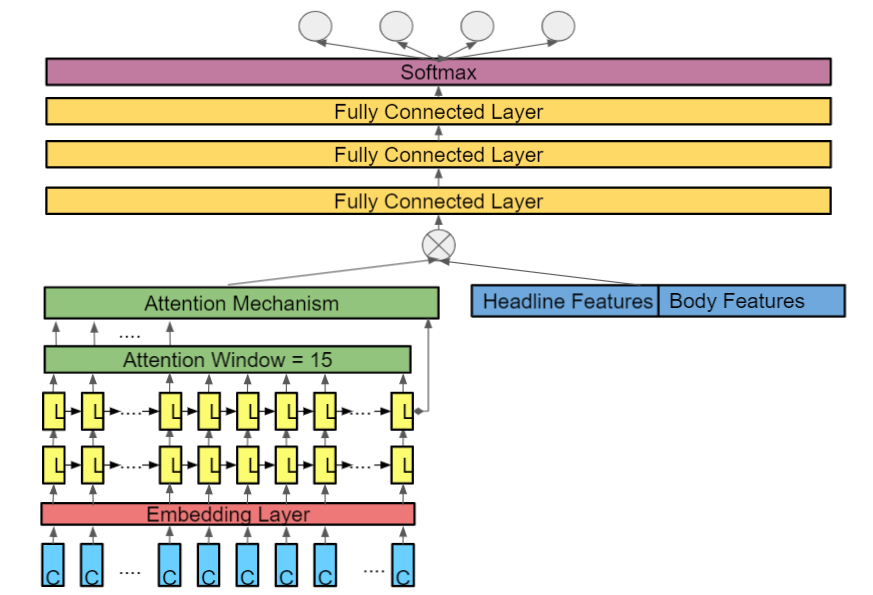 Softmax
Fully Connected Layer
Fully Connected Layer
Fully Connected Layer
Attention Mechanism
Headline Features Body Features
....
Attention Window = 15
L L .... L L L L L .... L
L L .... L L L L L .... L
Embedding Layer
C C .... C C C C C .... C